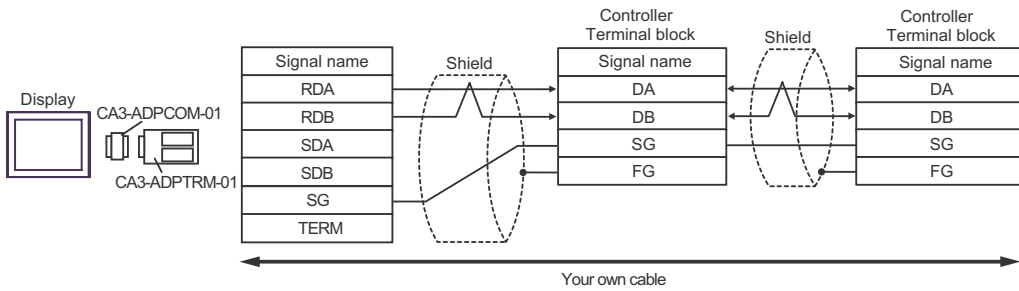 Display
CA3-ADPCOM-01
CA3-ADPTRM-01
Signal name
RDA
RDB
SDA
SDB
SG
TERM
Shield
Controller
Terminal block
Signal name
DA
DB
SG
FG
Shield
Controller
Terminal block
Signal name
DA
DB
SG
FG
Your own cable